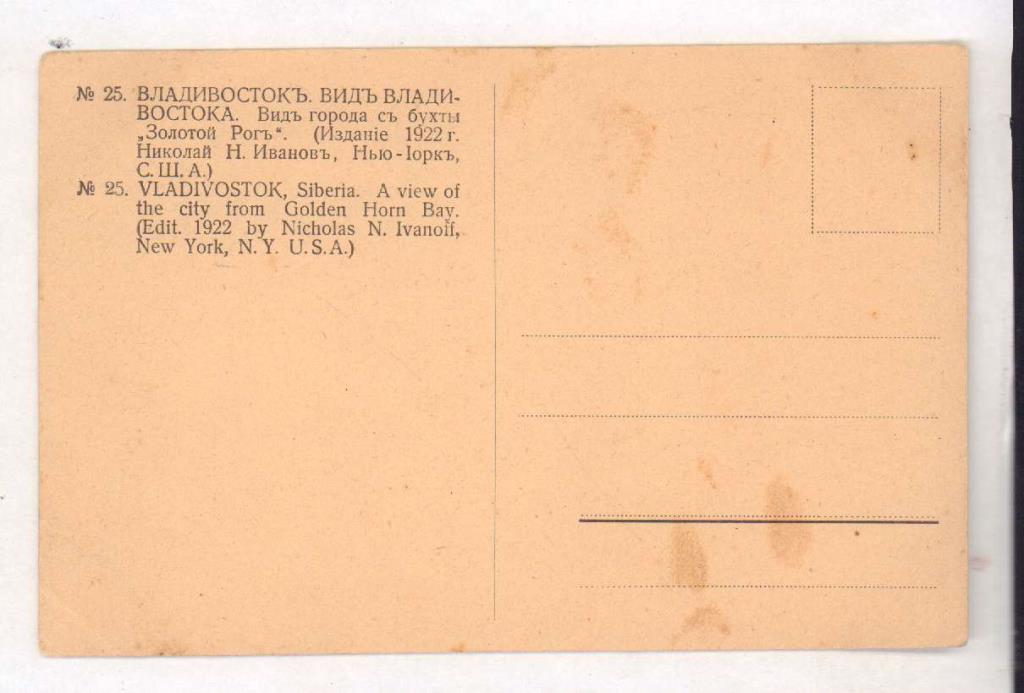 № 25. ВЛАДИВОСТОКЪ. ВИДЪ ВЛАДИ-
ВОСТОКА. Видъ города съ бухты
„Золотой Рогъ“. (Изданіе 1922 г.
Николай Н. Ивановъ, Нью-Іоркъ,
С. Ш. А.)
№ 25. VLADIVOSTOK, Siberia. A view of
the city from Golden Horn Bay.
(Edit. 1922 by Nicholas N. Ivanoff,
New York, N. Y. U. S. A.)